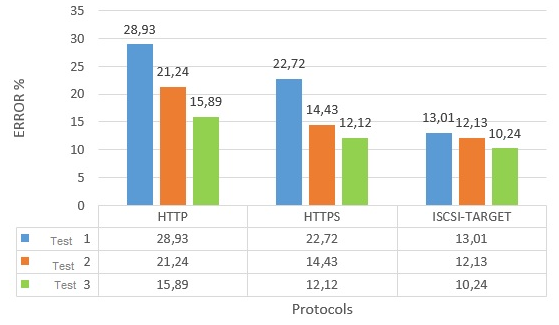 35
30
25
20
15
10
5
0
ERROR %
28,93
21,24
15,89
22,72
14,43
12,12
13,01
12,13
10,24
HTTP HTTPS ISCSI-TARGET
Test 1 28,93 22,72 13,01
Test 2 21,24 14,43 12,13
Test 3 15,89 12,12 10,24
Protocols